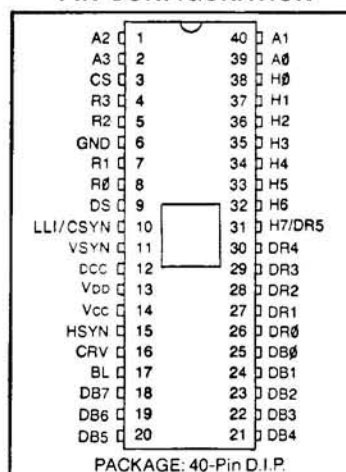 A2 1 40 A1
A3 2 39 AØ
CS 3 38 HØ
R3 4 37 H1
R2 5 36 H2
GND 6 35 H3
R1 7 34 H4
RØ 8 33 H5
DS 9 32 H6
LLI/CSYN 10 31 H7/DR5
VSYN 11 30 DR4
DCC 12 29 DR3
VDD 13 28 DR2
VCC 14 27 DR1
HSYN 15 26 DRØ
CRV 16 25 DBØ
BL 17 24 DB1
DB7 18 23 DB2
DB6 19 22 DB3
DB5 20 21 DB4
PACKAGE: 40-Pin D.I.P.